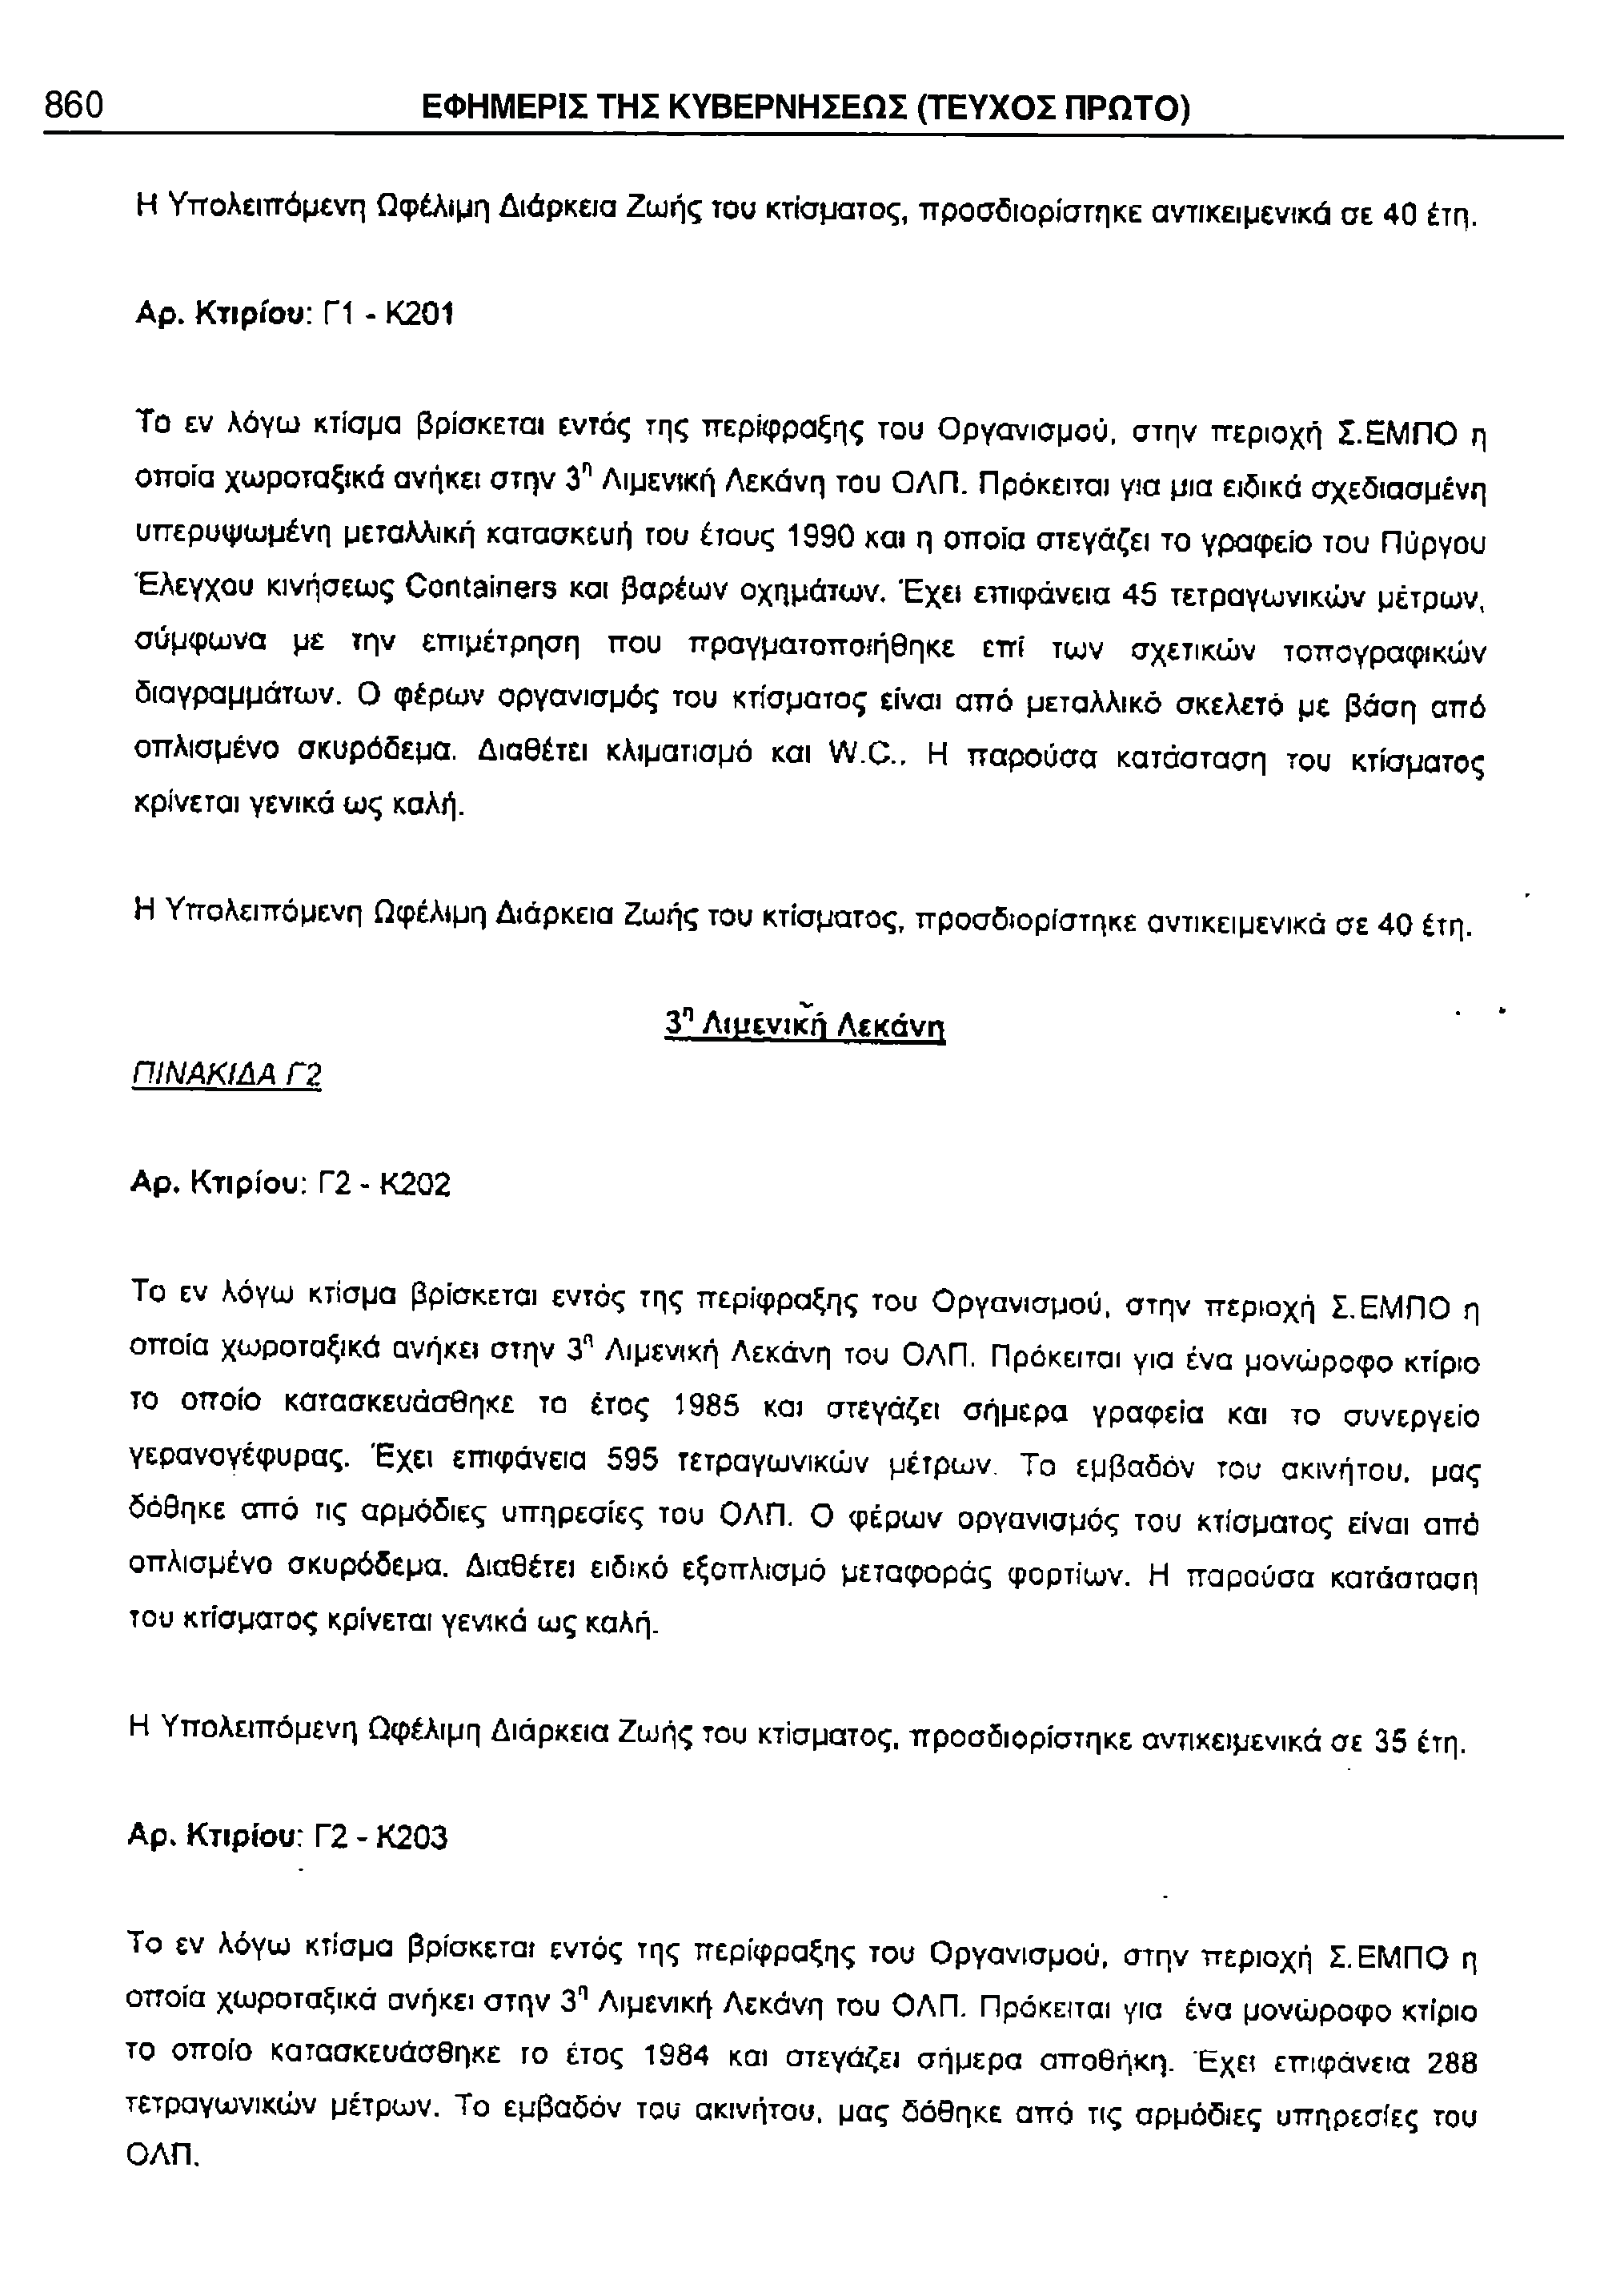 860 ΕΦΗΜΕΡΙΣ ΤΗΣ ΚΥΒΕΡΝΗΣΕΩΣ (ΤΕΥΧΟΣ ΠΡΩΤΟ)
Η Υπολειπόμενη Ωφέλιμη Διάρκεια Ζωής του κτίσματος, προσδιορίστηκε αντικειμενικά σε 40 έτη.
Αρ. Κτιρίου: Γ1 - Κ201
Το εν λόγω κτίσμα βρίσκεται εντός της περίφραξης του Οργανισμού, στην περιοχή Σ.ΕΜΠΟ η
οποία χωροταξικά ανήκει στην 3η Λιμενική Λεκάνη του ΟΛΠ. Πρόκειται για μια ειδικά σχεδιασμένη
υπερυψωμένη μεταλλική κατασκευή του έτους 1990 και η οποία στεγάζει το γραφείο του Πύργου
Έλεγχου κινήσεως Containers και βαρέων οχημάτων. Έχει επιφάνεια 45 τετραγωνικών μέτρων,
σύμφωνα με την επιμέτρηση που πραγματοποιήθηκε επί των σχετικών τοπογραφικών
διαγραμμάτων. Ο φέρων οργανισμός του κτίσματος είναι από μεταλλικό σκελετό με βάση από
οπλισμένο σκυρόδεμα. Διαθέτει κλιματισμό και W.C.. Η παρούσα κατάσταση του κτίσματος
κρίνεται γενικά ως καλή.
Η Υπολειπόμενη Ωφέλιμη Διάρκεια Ζωής του κτίσματος, προσδιορίστηκε αντικειμενικά σε 40 έτη.
3η Λιμενική Λεκάνη
ΠΙΝΑΚΙΔΑ Γ2
Αρ. Κτιρίου: Γ2 - Κ202
Το εν λόγω κτίσμα βρίσκεται εντός της περίφραξης του Οργανισμού, στην περιοχή Σ.ΕΜΠΟ η
οποία χωροταξικά ανήκει στην 3η Λιμενική Λεκάνη του ΟΛΠ. Πρόκειται για ένα μονώροφο κτίριο
το οποίο κατασκευάσθηκε το έτος 1985 και στεγάζει σήμερα γραφεία και το συνεργείο
γερανογέφυρας. Έχει επιφάνεια 595 τετραγωνικών μέτρων. Το εμβαδόν του ακινήτου, μας
δόθηκε από τις αρμόδιες υπηρεσίες του ΟΛΠ. Ο φέρων οργανισμός του κτίσματος είναι από
οπλισμένο σκυρόδεμα. Διαθέτει ειδικό εξοπλισμό μεταφοράς φορτίων. Η παρούσα κατάσταση
του κτίσματος κρίνεται γενικά ως καλή.
Η Υπολειπόμενη Ωφέλιμη Διάρκεια Ζωής του κτίσματος, προσδιορίστηκε αντικειμενικά σε 35 έτη.
Αρ. Κτιρίου: Γ2 - Κ203
Το εν λόγω κτίσμα βρίσκεται εντός της περίφραξης του Οργανισμού, στην περιοχή Σ.ΕΜΠΟ η
οποία χωροταξικά ανήκει στην 3η Λιμενική Λεκάνη του ΟΛΠ. Πρόκειται για ένα μονώροφο κτίριο
το οποίο κατασκευάσθηκε το έτος 1984 και στεγάζει σήμερα αποθήκη. Έχει επιφάνεια 288
τετραγωνικών μέτρων. Το εμβαδόν του ακινήτου, μας δόθηκε από τις αρμόδιες υπηρεσίες του
ΟΛΠ.